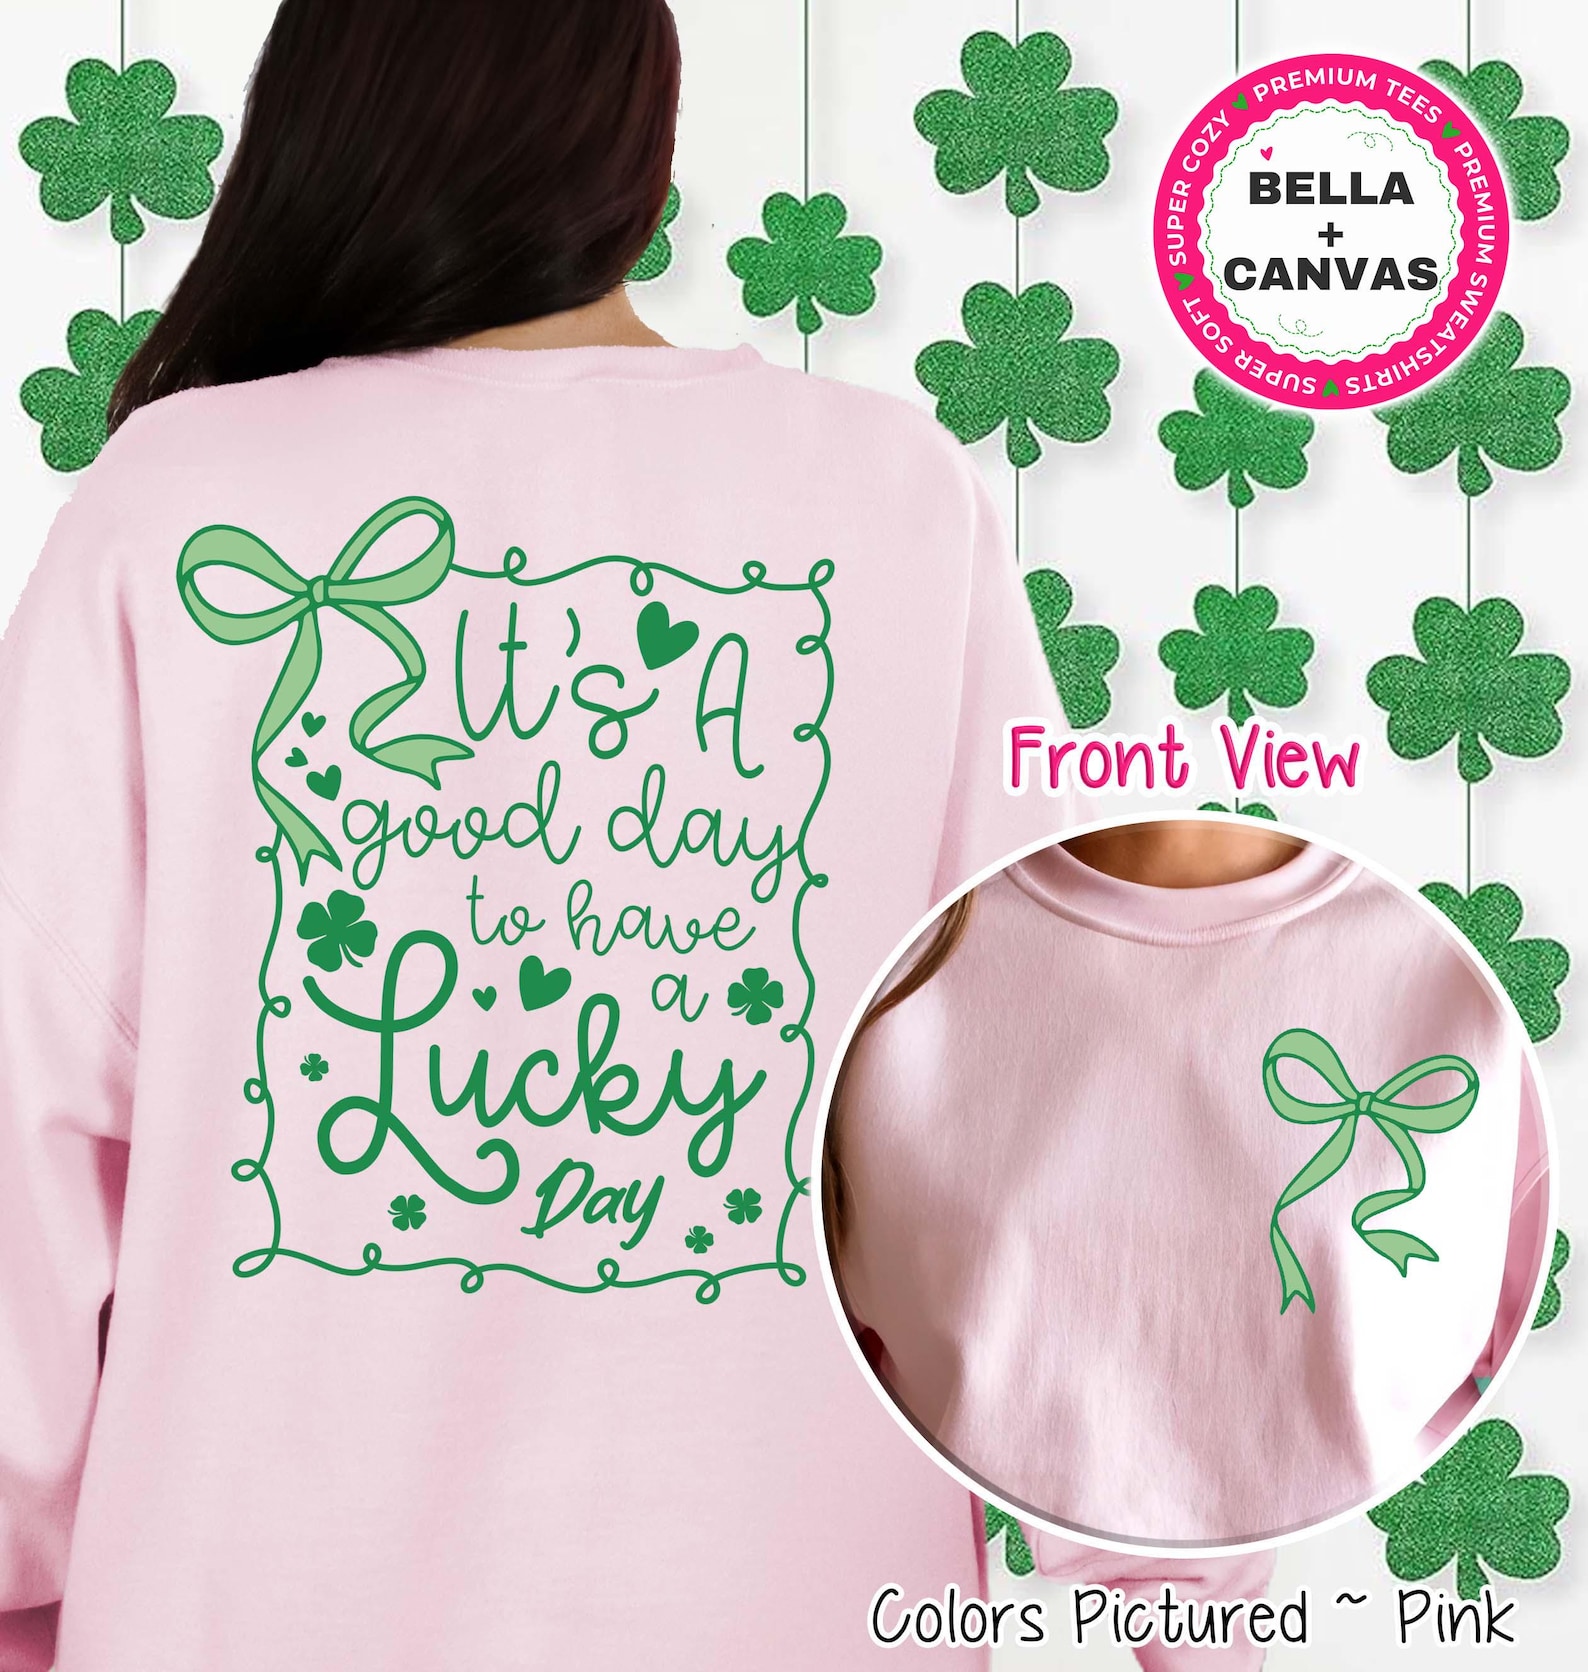 SUPER SOFT SUPER COZY PREMIUM TEES PREMIUM SWEATSHIRTS
BELLA
+
CANVAS
It's A
good day
to have
a
Lucky
Day
Front View
Colors Pictured ~ Pink